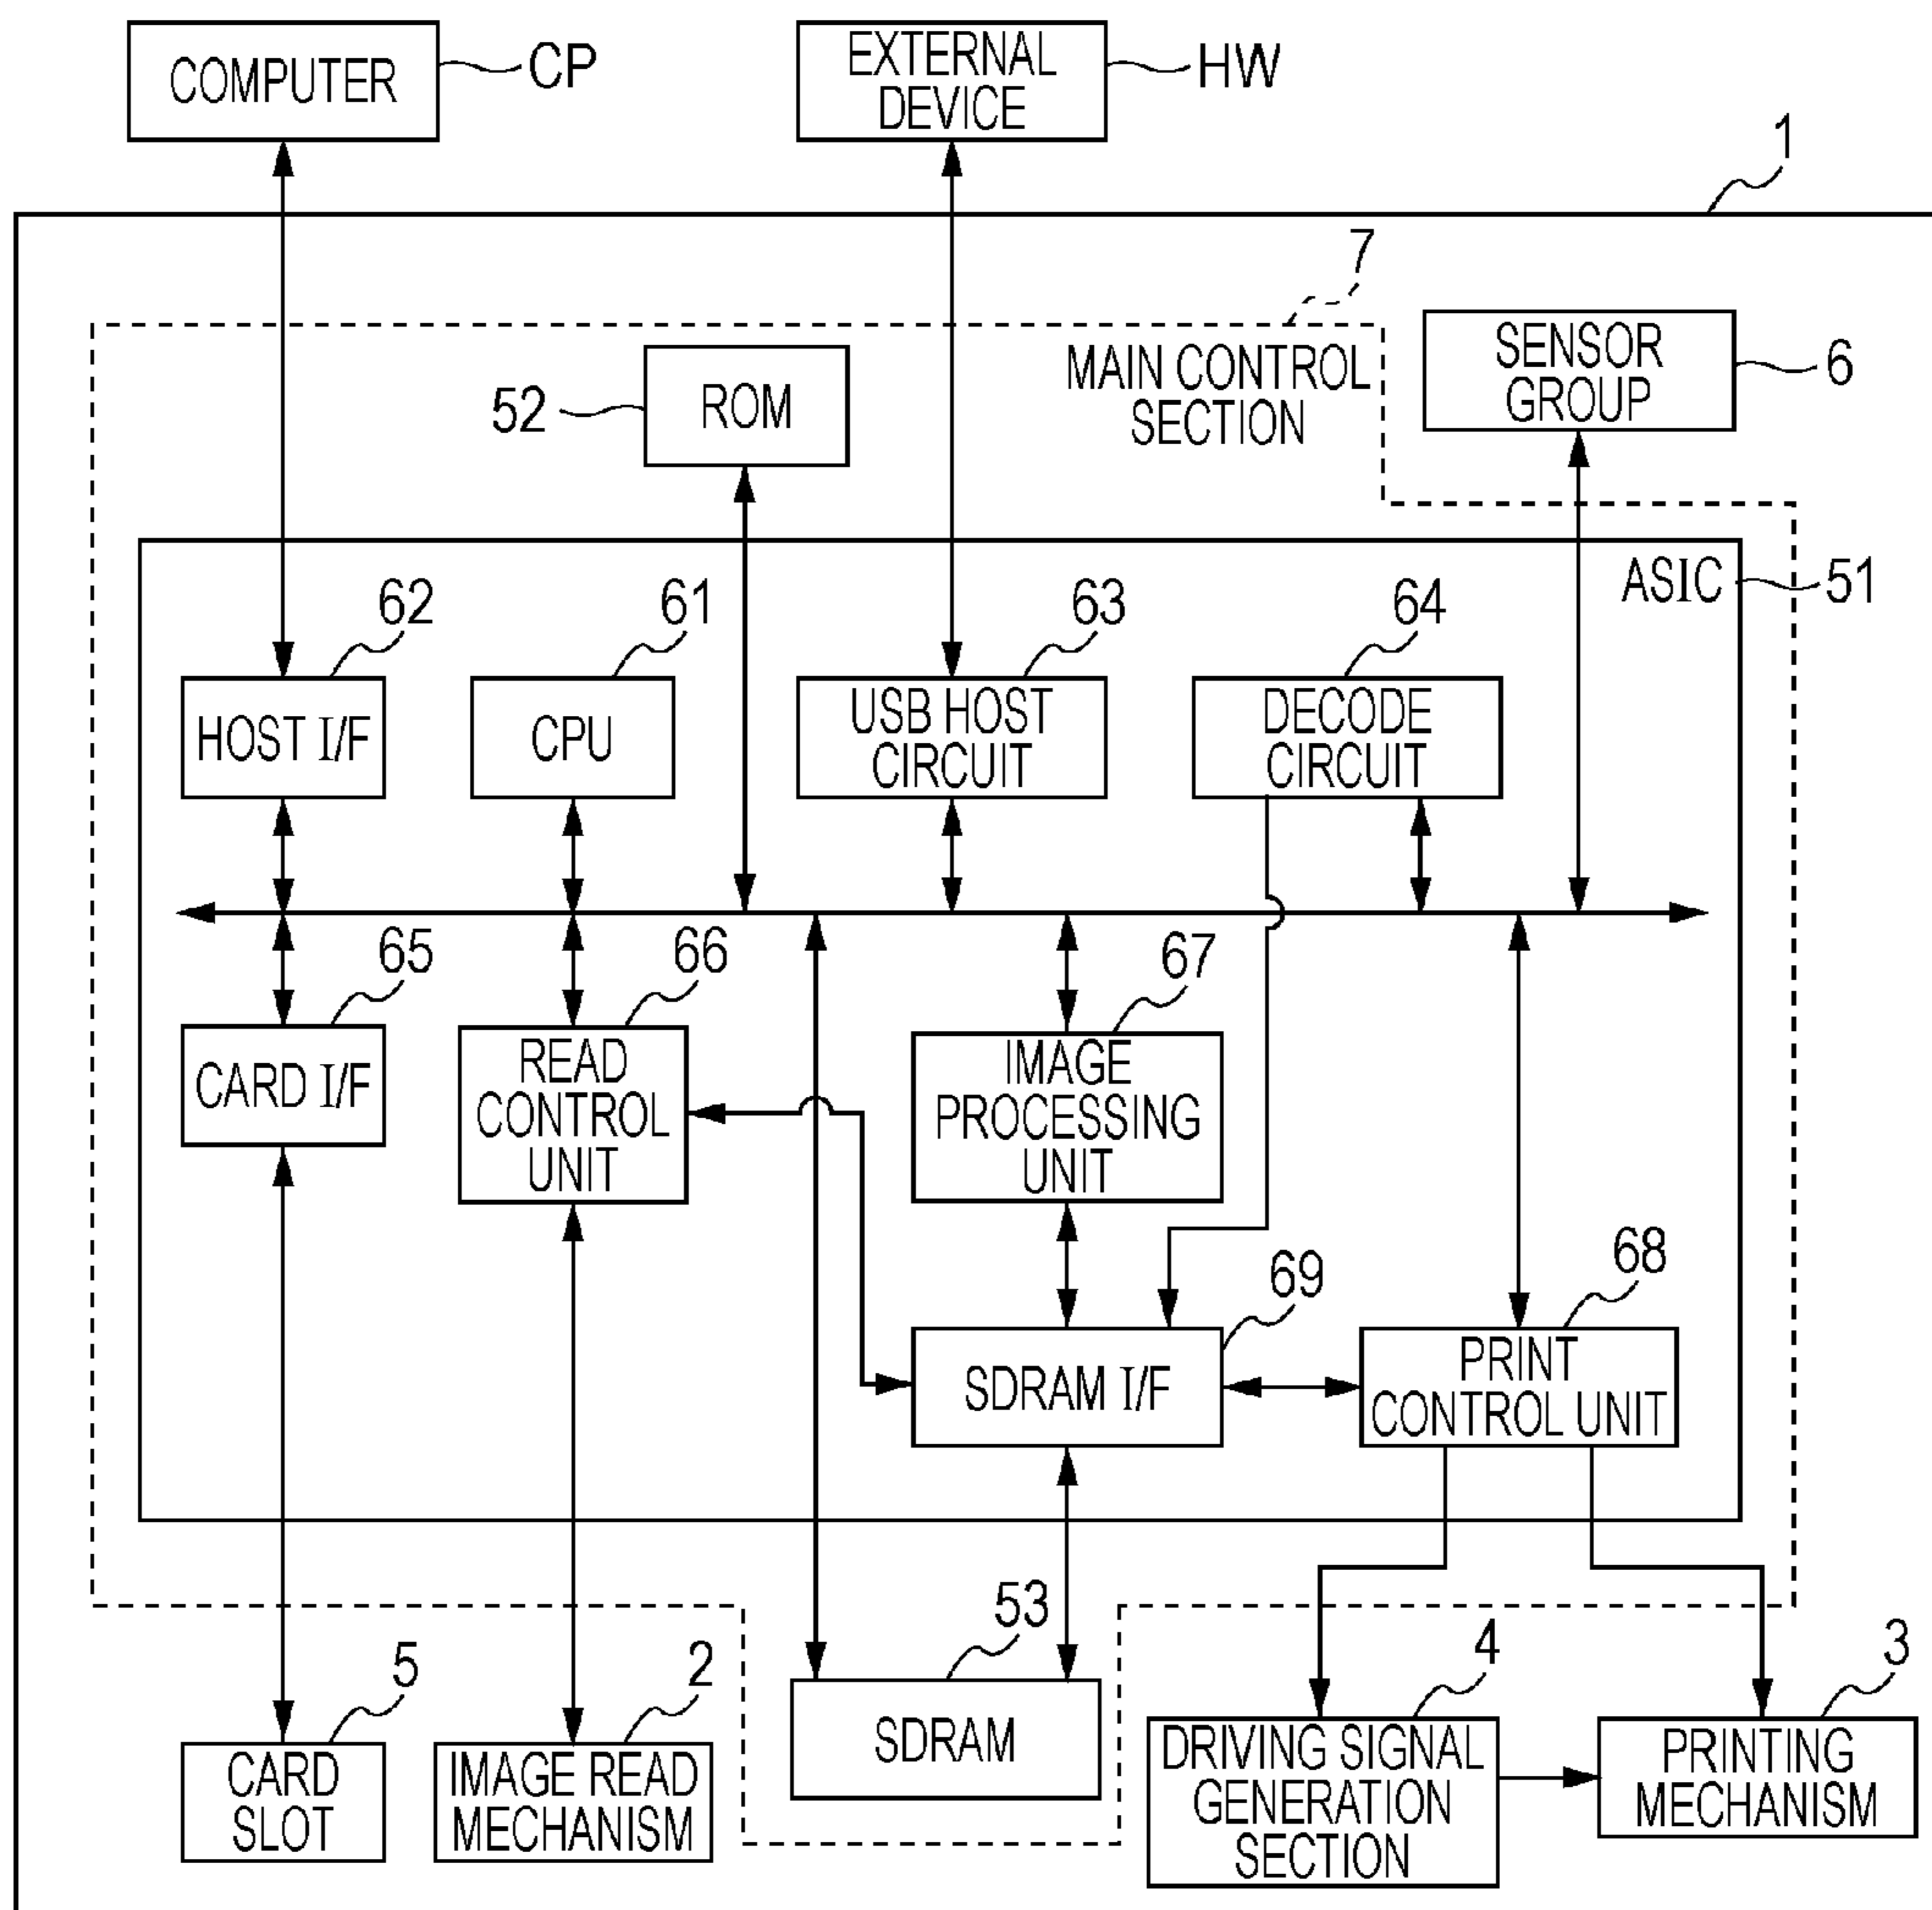 COMPUTER
CP
EXTERNAL
DEVICE
HW
1
7
MAIN CONTROL
SECTION
SENSOR
GROUP
6
52
ROM
ASIC
51
62
61
63
64
HOST I/F
CPU
USB HOST
CIRCUIT
DECODE
CIRCUIT
65
66
67
CARD I/F
READ
CONTROL
UNIT
IMAGE
PROCESSING
UNIT
69
68
SDRAM I/F
PRINT
CONTROL UNIT
5
2
53
4
3
CARD
SLOT
IMAGE READ
MECHANISM
SDRAM
DRIVING SIGNAL
GENERATION
SECTION
PRINTING
MECHANISM